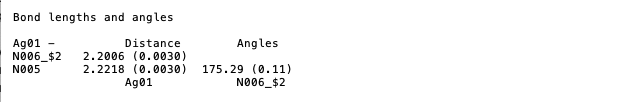 Bond lengths and angles
Ag01 – Distance Angles
N006_$2 2.2006 (0.0030)
N005 2.2218 (0.0030) 175.29 (0.11)
Ag01 N006_$2